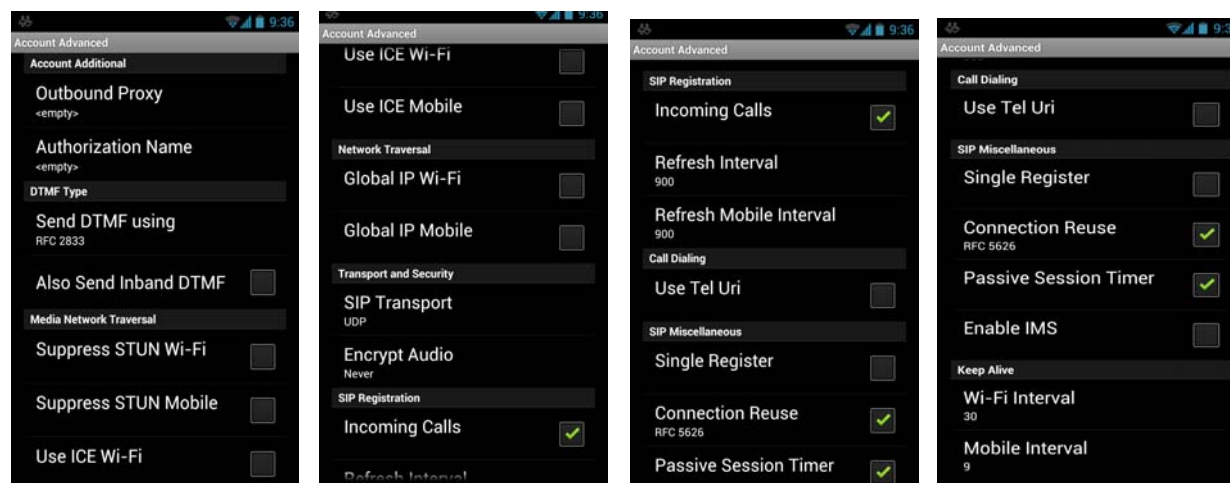 9:36
Account Advanced
Account Additional
Outbound Proxy
<empty>
Authorization Name
<empty>
DTMF Type
Send DTMF using
RFC 2833
Also Send Inband DTMF
Media Network Traversal
Suppress STUN Wi-Fi
Suppress STUN Mobile
Use ICE Wi-Fi
9:36
Account Advanced
Use ICE Wi-Fi
Use ICE Mobile
Network Traversal
Global IP Wi-Fi
Global IP Mobile
Transport and Security
SIP Transport
UDP
Encrypt Audio
Never
SIP Registration
Incoming Calls
Refresh Interval
9:36
Account Advanced
SIP Registration
Incoming Calls
Refresh Interval
900
Refresh Mobile Interval
900
Call Dialing
Use Tel Uri
SIP Miscellaneous
Single Register
Connection Reuse
RFC 5626
Passive Session Timer
Account Advanced
Call Dialing
Use Tel Uri
SIP Miscellaneous
Single Register
Connection Reuse
RFC 5626
Passive Session Timer
Enable IMS
Keep Alive
Wi-Fi Interval
30
Mobile Interval
9